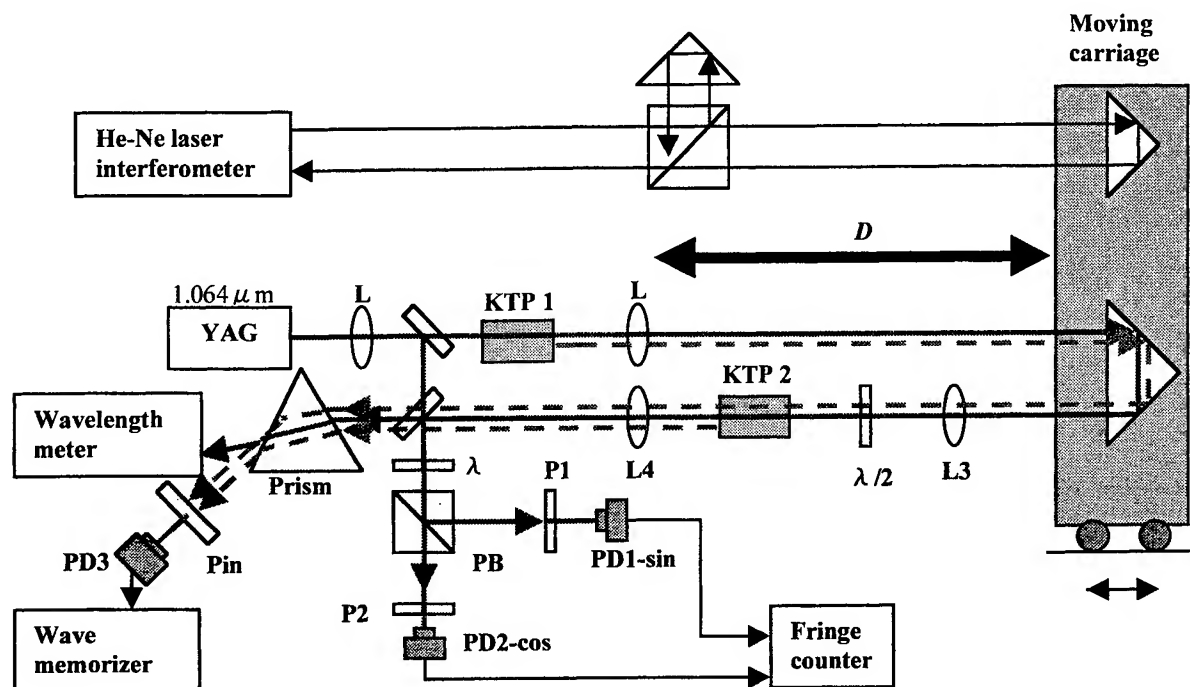 Moving
carriage
He-Ne laser
interferometer
D
1.064 μm
YAG
L
KTP 1
L
KTP 2
Wavelength
meter
Prism
λ
L4
λ/2
L3
P1
PD3
Pin
PB
PD1-sin
P2
PD2-cos
Wave
memorizer
Fringe
counter